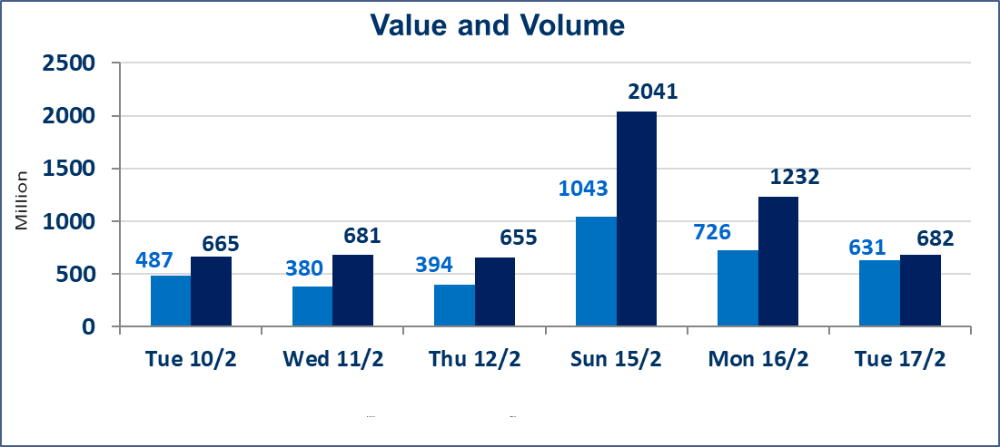 Value and Volume
2500
2000
1500
1000
500
0
Million
487
665
380
681
394
655
1043
2041
726
1232
631
682
Tue 10/2
Wed 11/2
Thu 12/2
Sun 15/2
Mon 16/2
Tue 17/2